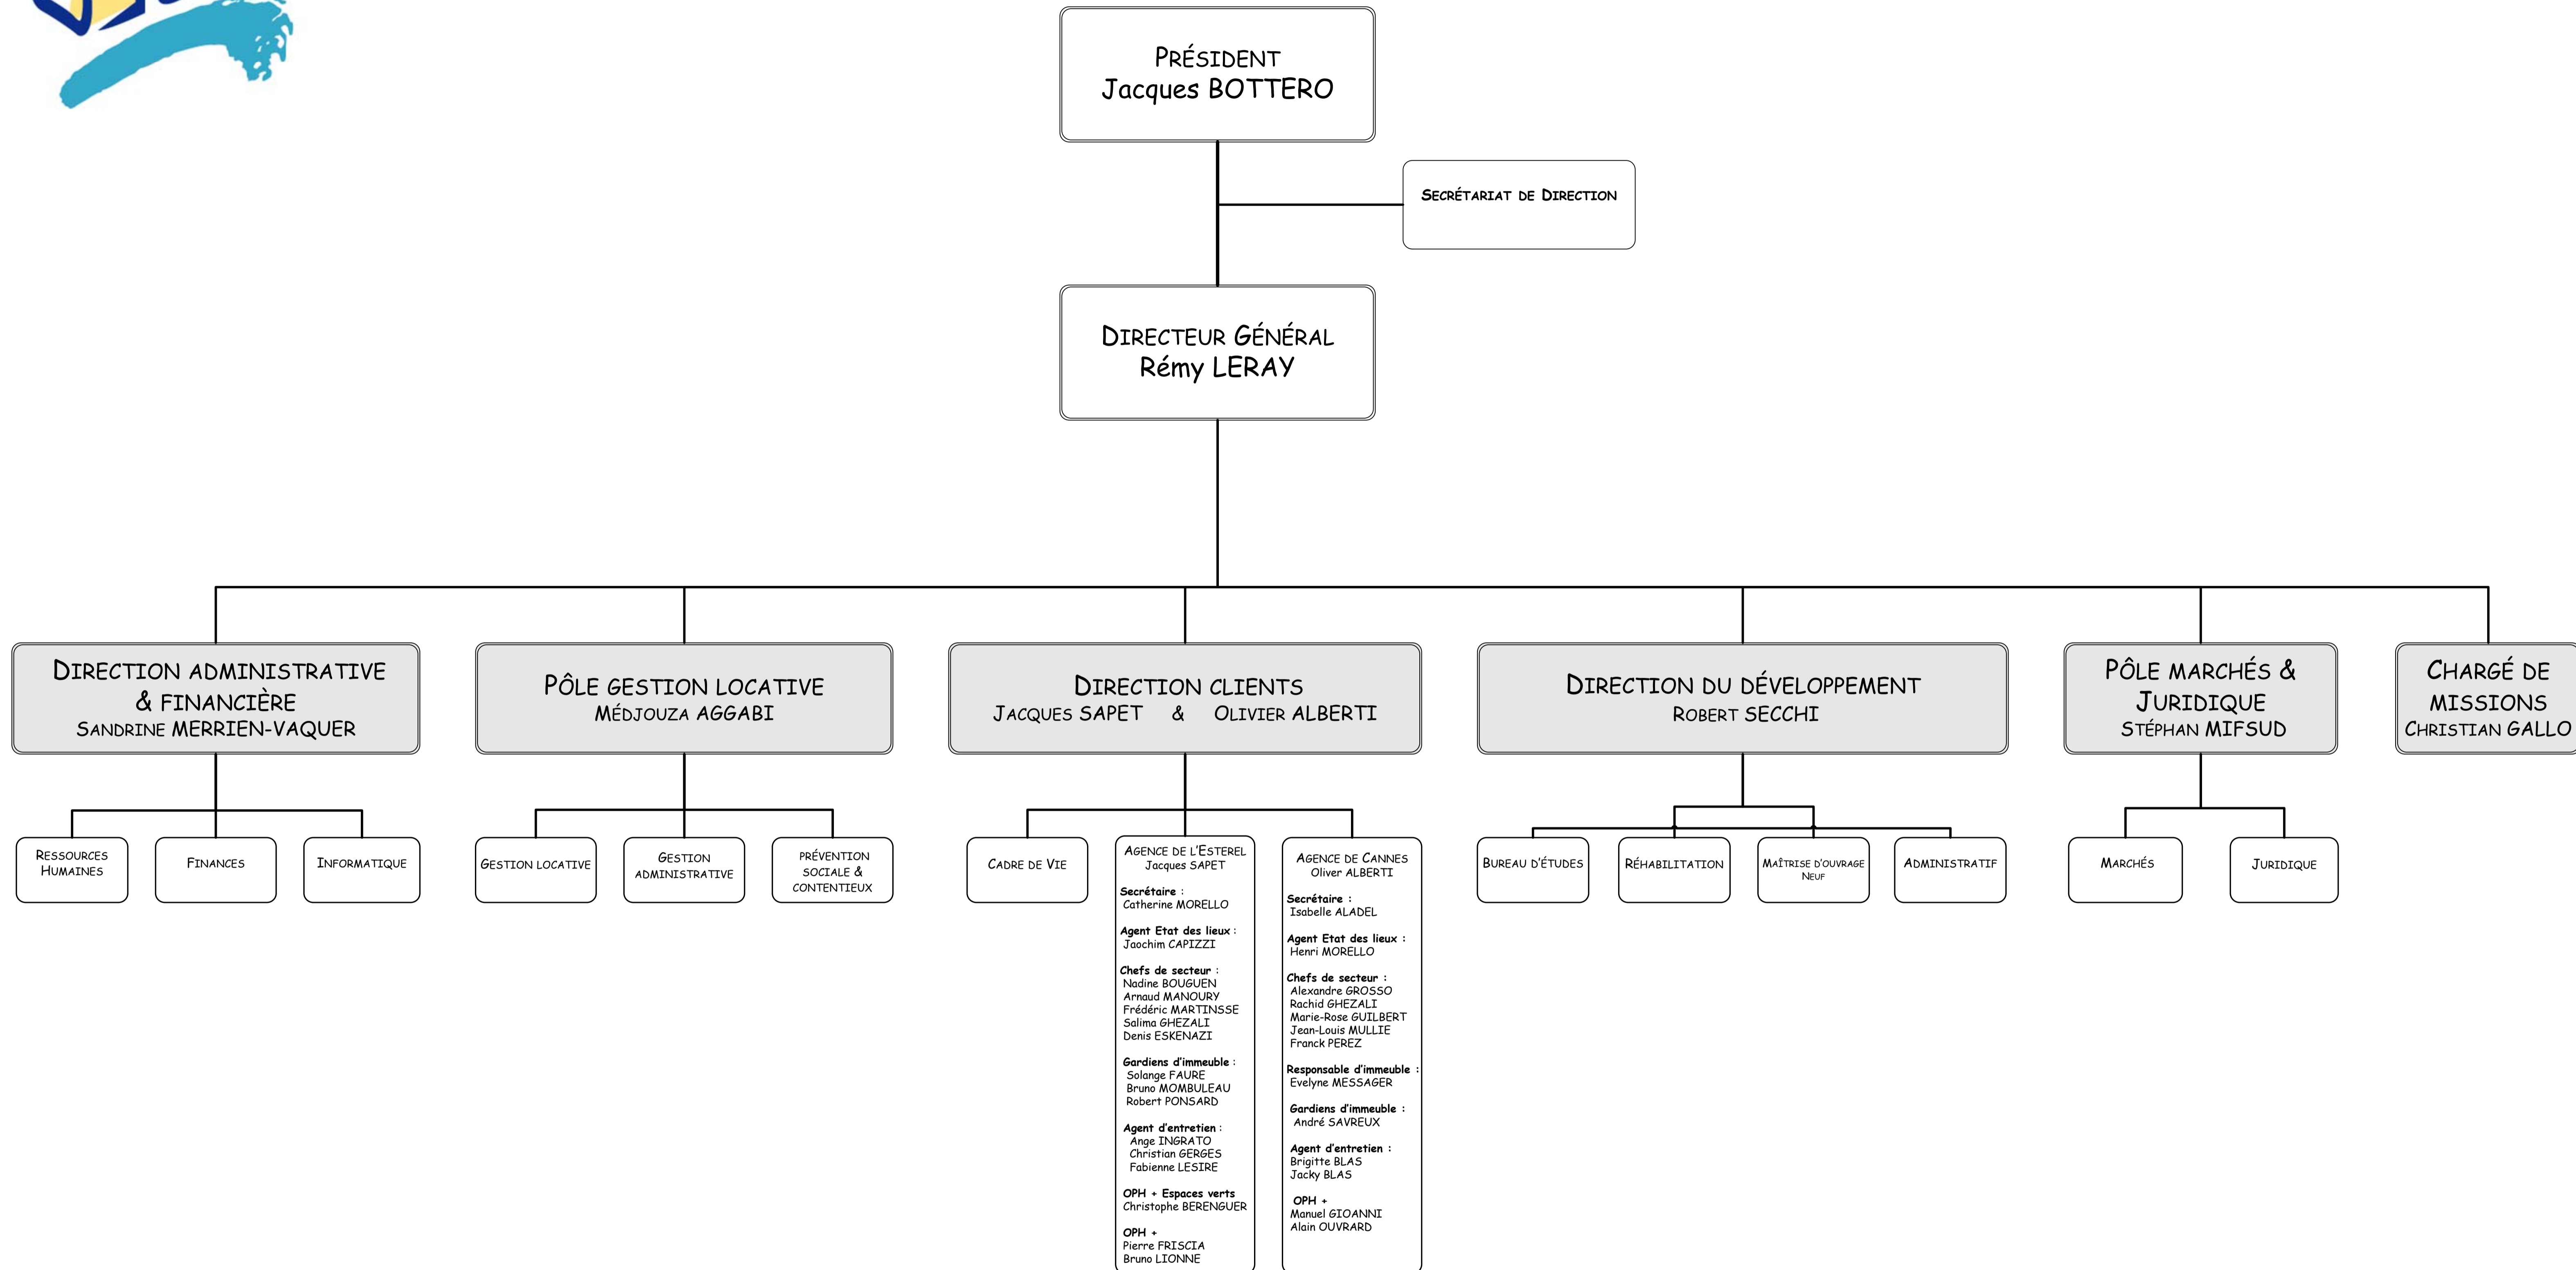 PRÉSIDENT
Jacques BOTTERO
SECRÉTARIAT DE DIRECTION
DIRECTEUR GÉNÉRAL
Rémy LERAY
DIRECTION ADMINISTRATIVE
& FINANCIÈRE
SANDRINE MERRIEN-VAQUER
PÔLE GESTION LOCATIVE
MÉDJOUZA AGGABI
DIRECTION CLIENTS
JACQUES SAPET & OLIVIER ALBERTI
DIRECTION DU DÉVELOPPEMENT
ROBERT SECCHI
PÔLE MARCHÉS &
JURIDIQUE
STÉPHAN MIFSUD
CHARGÉ DE
MISSIONS
CHRISTIAN GALLO
RESSOURCES
HUMAINES
FINANCES
INFORMATIQUE
GESTION LOCATIVE
GESTION
ADMINISTRATIVE
PRÉVENTION
SOCIALE &
CONTENTIEUX
CADRE DE VIE
AGENCE DE L'ESTEREL
Jacques SAPET
Secrétaire :
Catherine MORELLO
Agent Etat des lieux :
Jaochim CAPIZZI
Chefs de secteur :
Nadine BOUGUEN
Arnaud MANOURY
Frédéric MARTINSSE
Salima GHEZALI
Denis ESKENAZI
Gardiens d'immeuble :
Solange FAURE
Bruno MOMBULEAU
Robert PONSARD
Agent d'entretien :
Ange INGRATO
Christian GERGES
Fabienne LESIRE
OPH + Espaces verts
Christophe BERENGUER
OPH +
Pierre FRISCIA
Bruno LIONNE
AGENCE DE CANNES
Oliver ALBERTI
Secrétaire :
Isabelle ALADEL
Agent Etat des lieux :
Henri MORELLO
Chefs de secteur :
Alexandre GROSSO
Rachid GHEZALI
Marie-Rose GUILBERT
Jean-Louis MULLIE
Franck PEREZ
Responsable d'immeuble :
Evelyne MESSAGER
Gardiens d'immeuble :
André SAVREUX
Agent d'entretien :
Brigitte BLAS
Jacky BLAS
OPH +
Manuel GIOANNI
Alain OUVRARD
BUREAU D'ÉTUDES
RÉHABILITATION
MAÎTRISE D'OUVRAGE
NEUF
ADMINISTRATIF
MARCHÉS
JURIDIQUE